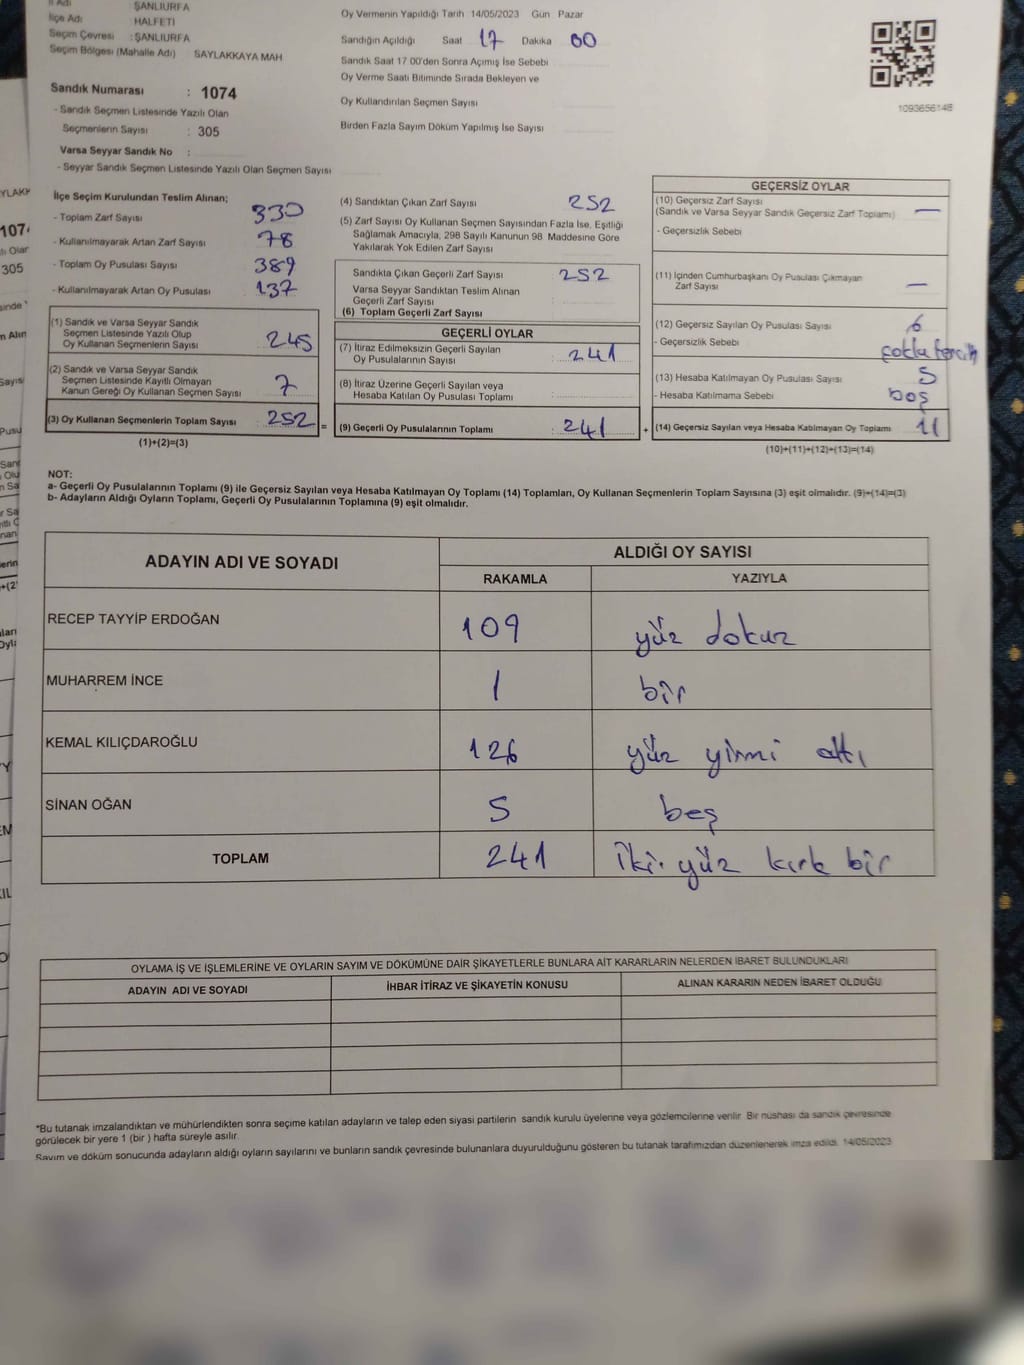 İl Adı : ŞANLIURFA
İlçe Adı : HALFETİ
Seçim Çevresi : ŞANLIURFA
Seçim Bölgesi (Mahalle Adı) SAYLAKKAYA MAH
Sandık Numarası : 1074
- Sandık Seçmen Listesinde Yazılı Olan
Seçmenlerin Sayısı : 305
Varsa Seyyar Sandık No :
- Seyyar Sandık Seçmen Listesinde Yazılı Olan Seçmen Sayısı
Oy Vermenin Yapıldığı Tarih 14/05/2023 Gün Pazar
Sandığın Açıldığı Saat 17 Dakika 00
Sandık Saat 17 00'den Sonra Açımış İse Sebebi
Oy Verme Saati Bitiminde Sırada Bekleyen ve
Oy Kullandırılan Seçmen Sayısı
Birden Fazla Sayım Döküm Yapılmış İse Sayısı
1093656148
İlçe Seçim Kurulundan Teslim Alınan;
- Toplam Zarf Sayısı 330
- Kullanılmayarak Artan Zarf Sayısı 78
- Toplam Oy Pusulası Sayısı 389
- Kullanılmayarak Artan Oy Pusulası 137
(1) Sandık ve Varsa Seyyar Sandık
Seçmen Listesinde Yazılı Olup
Oy Kullanan Seçmenlerin Sayısı 245
(2) Sandık ve Varsa Seyyar Sandık
Seçmen Listesinde Kayıtlı Olmayan
Kanun Gereği Oy Kullanan Seçmen Sayısı 7
(3) Oy Kullanan Seçmenlerin Toplam Sayısı 252 =
(1)+(2)=(3)
(4) Sandıktan Çıkan Zarf Sayısı 252
(5) Zarf Sayısı Oy Kullanan Seçmen Sayısından Fazla İse, Eşitliği
Sağlamak Amacıyla, 298 Sayılı Kanunun 98. Maddesine Göre
Yakılarak Yok Edilen Zarf Sayısı
Sandıkta Çıkan Geçerli Zarf Sayısı 252
Varsa Seyyar Sandıktan Teslim Alınan
Geçerli Zarf Sayısı
(6) Toplam Geçerli Zarf Sayısı
GEÇERLİ OYLAR
(7) İtiraz Edilmeksizin Geçerli Sayılan
Oy Pusulalarının Sayısı 241
(8) İtiraz Üzerine Geçerli Sayılan veya
Hesaba Katılan Oy Pusulası Toplamı
(9) Geçerli Oy Pusulalarının Toplamı 241 +
GEÇERSİZ OYLAR
(10) Geçersiz Zarf Sayısı
(Sandık ve Varsa Seyyar Sandık Geçersiz Zarf Toplamı) —
- Geçersizlik Sebebi
(11) İçinden Cumhurbaşkanı Oy Pusulası Çıkmayan
Zarf Sayısı —
(12) Geçersiz Sayılan Oy Pusulası Sayısı 6
- Geçersizlik Sebebi çoklu tercih
(13) Hesaba Katılmayan Oy Pusulası Sayısı 5
- Hesaba Katılmama Sebebi boş
(14) Geçersiz Sayılan veya Hesaba Katılmayan Oy Toplamı 11
(10)+(11)+(12)+(13)=(14)
NOT:
a- Geçerli Oy Pusulalarının Toplamı (9) ile Geçersiz Sayılan veya Hesaba Katılmayan Oy Toplamı (14) Toplamları, Oy Kullanan Seçmenlerin Toplam Sayısına (3) eşit olmalıdır. (9)+(14)=(3)
b- Adayların Aldığı Oyların Toplamı, Geçerli Oy Pusulalarının Toplamına (9) eşit olmalıdır.
ADAYIN ADI VE SOYADI ALDIĞI OY SAYISI
RAKAMLA YAZIYLA
RECEP TAYYİP ERDOĞAN 109 yüz dokuz
MUHARREM İNCE 1 bir
KEMAL KILIÇDAROĞLU 126 yüz yirmi altı
SİNAN OĞAN 5 beş
TOPLAM 241 iki yüz kırk bir
OYLAMA İŞ VE İŞLEMLERİNE VE OYLARIN SAYIM VE DÖKÜMÜNE DAİR ŞİKAYETLERLE BUNLARA AİT KARARLARIN NELERDEN İBARET BULUNDUKLARI
ADAYIN ADI VE SOYADI İHBAR İTİRAZ VE ŞİKAYETİN KONUSU ALINAN KARARIN NEDEN İBARET OLDUĞU
*Bu tutanak imzalandıktan ve mühürlendikten sonra seçime katılan adayların ve talep eden siyasi partilerin sandık kurulu üyelerine veya gözlemcilerine verilir Bir nüshası da sandık çevresinde
görülecek bir yere 1 (bir ) hafta süreyle asılır.
Sayım ve döküm sonucunda adayların aldığı oyların sayılarını ve bunların sandık çevresinde bulunanlara duyurulduğunu gösteren bu tutanak tarafımızdan düzenlenerek imza edildi. 14/05/2023